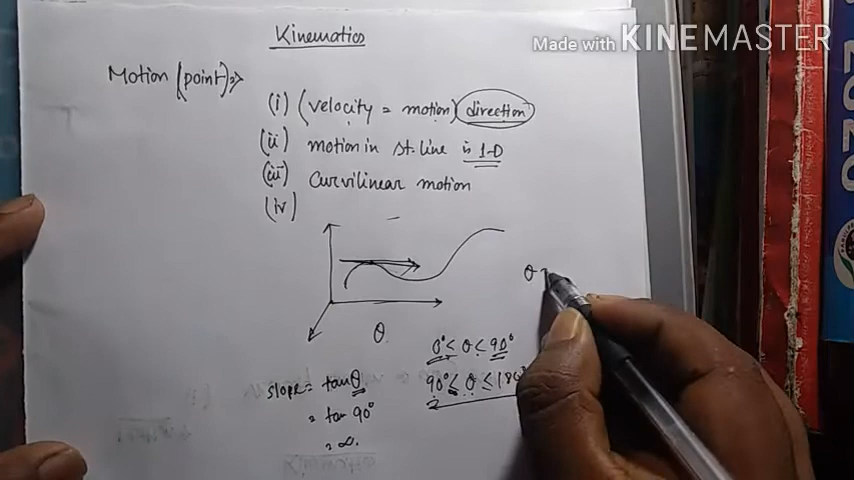 Kinematics
Made with KINEMASTER
Motion (point) ⇒
(i) (velocity = motion) direction
(ii) motion in st. line is 1-D
(iii) curvilinear motion
(iv)
θ
θ
0° < θ < 90°
slope = tanθ
90° ≤ θ ≤ 180°
= tan 90°
= ∞.